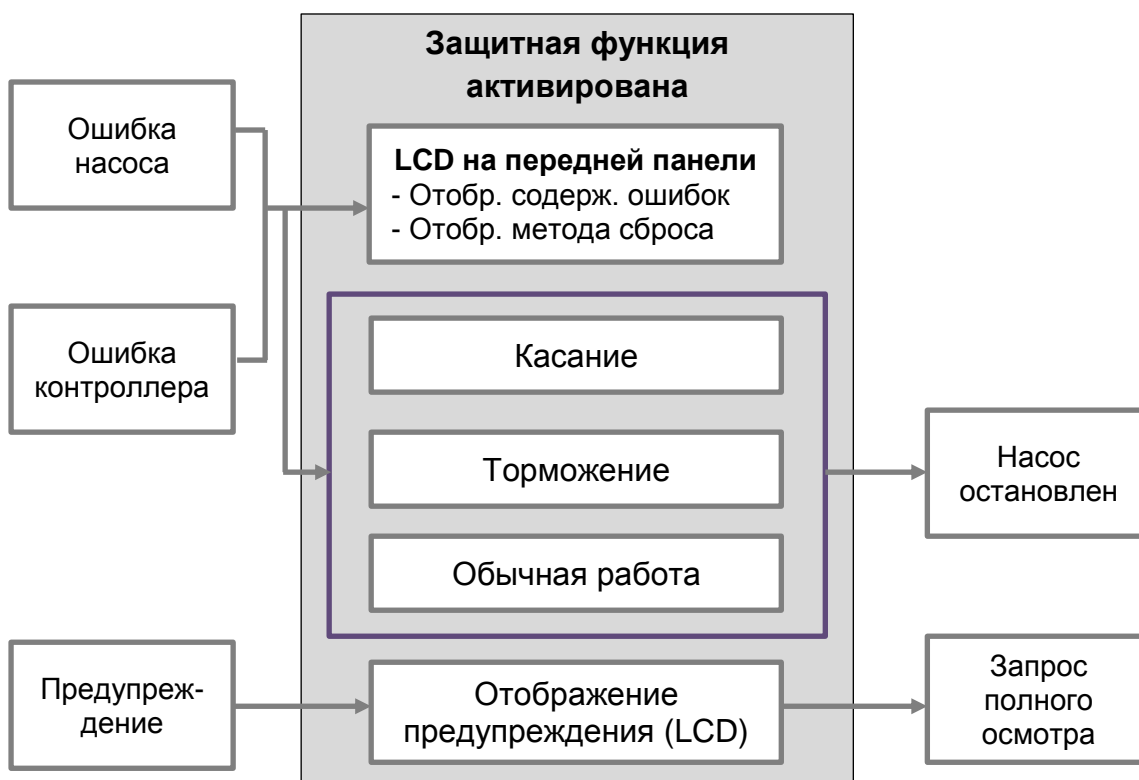 Защитная функция
активирована
Ошибка
насоса
LCD на передней панели
- Отобр. содерж. ошибок
- Отобр. метода сброса
Ошибка
контроллера
Касание
Торможение
Обычная работа
Насос
остановлен
Предупреж-
дение
Отображение
предупреждения (LCD)
Запрос
полного
осмотра